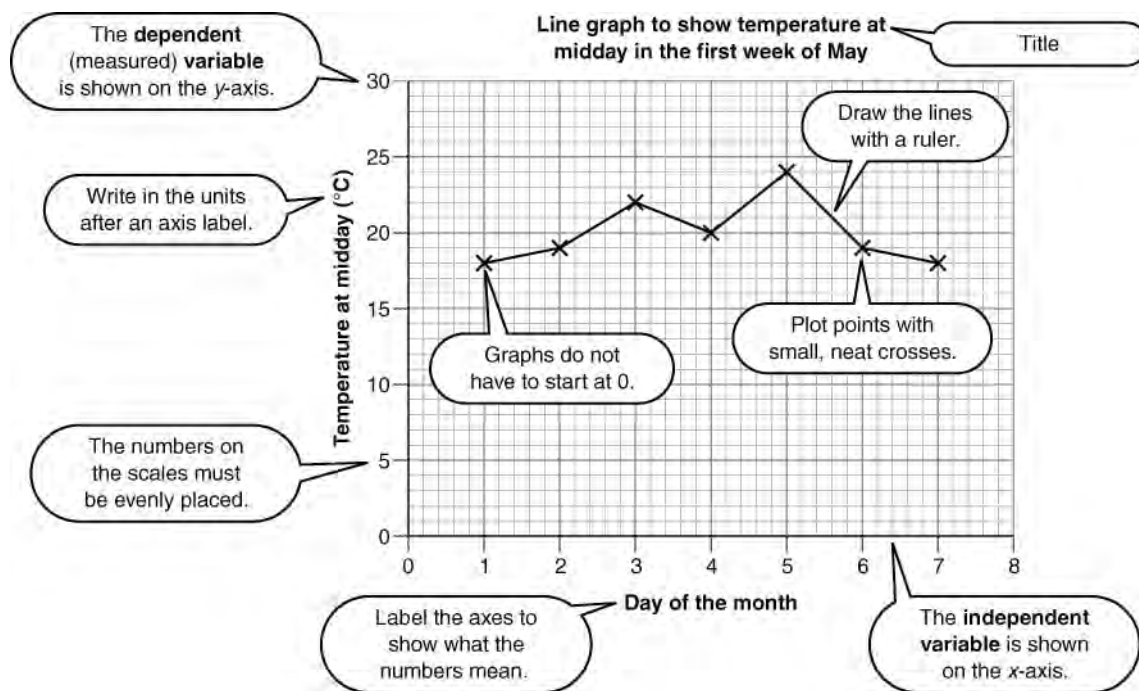 Line graph to show temperature at
midday in the first week of May
Title
The dependent
(measured) variable
is shown on the y-axis.
Draw the lines
with a ruler.
Write in the units
after an axis label.
Temperature at midday (°C)
30
25
20
15
10
5
0
Graphs do not
have to start at 0.
Plot points with
small, neat crosses.
The numbers on
the scales must
be evenly placed.
0 1 2 3 4 5 6 7 8
Day of the month
Label the axes to
show what the
numbers mean.
The independent
variable is shown
on the x-axis.